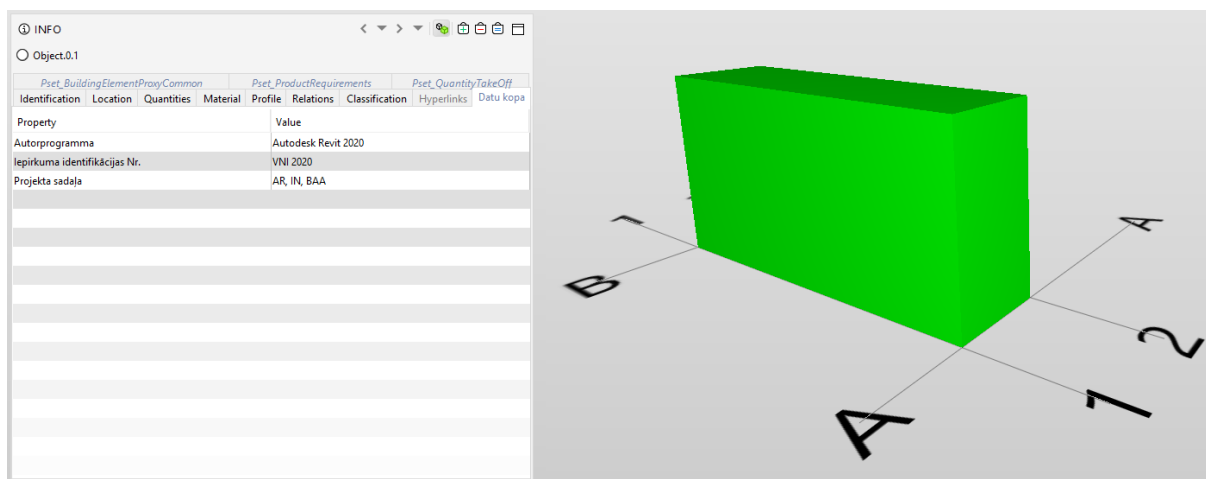 INFO
Object.0.1
Pset_BuildingElementProxyCommon Pset_ProductRequirements Pset_QuantityTakeOff
Identification Location Quantities Material Profile Relations Classification Hyperlinks Datu kopa
Property Value
Autorprogramma Autodesk Revit 2020
Iepirkuma identifikācijas Nr. VNI 2020
Projekta sadaļa AR, IN, BAA
1
A
B
2
1
A